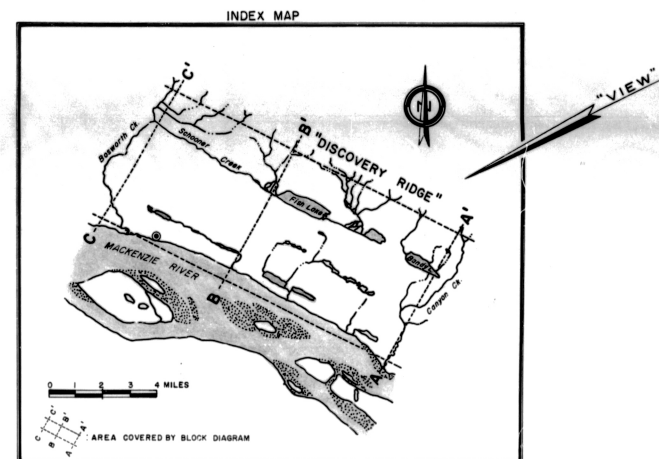 INDEX MAP
"VIEW"
N
C'
Bosworth Ck.
Schooner Creek
B'
"DISCOVERY RIDGE"
Fish Lakes
A'
C
MACKENZIE RIVER
B
Canyon Ck.
A
0 1 2 3 4 MILES
C' B' A'
C B A
: AREA COVERED BY BLOCK DIAGRAM